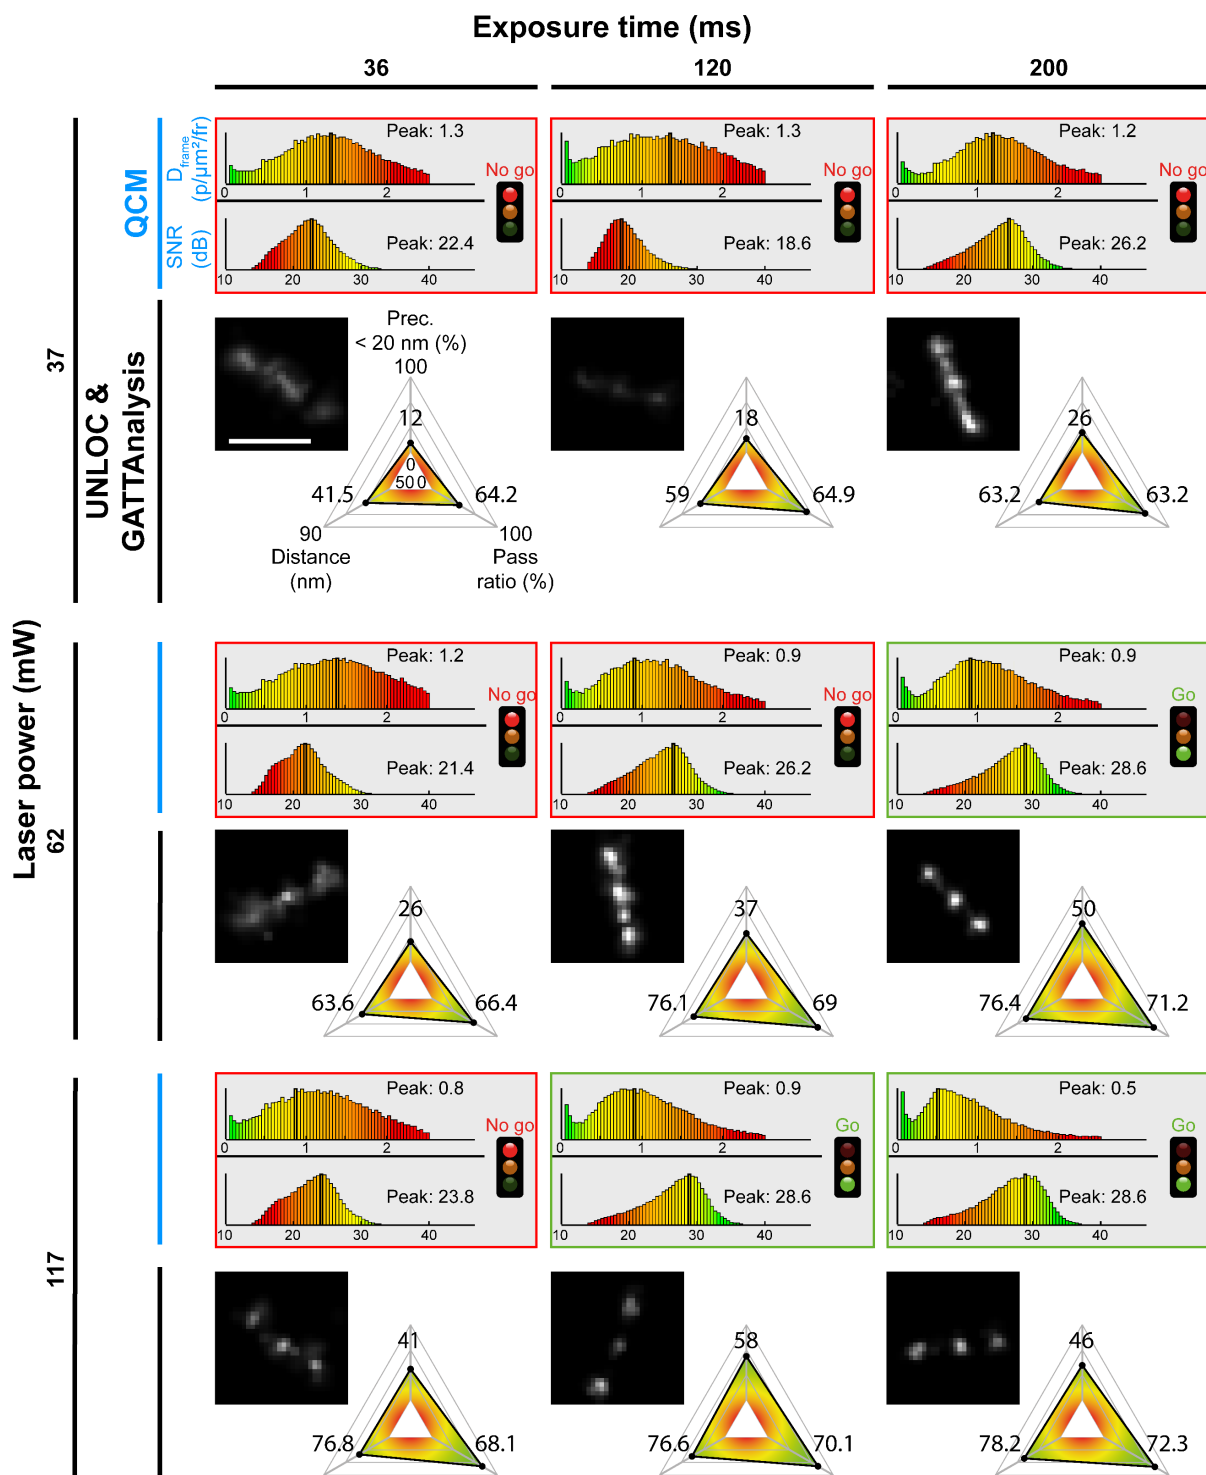 Exposure time (ms)
36 120 200
Laser power (mW)
37
QCM
D_frame (p/µm²/fr)
SNR (dB)
Peak: 1.3
0 1 2
No go
Peak: 22.4
10 20 30 40
Peak: 1.3
0 1 2
No go
Peak: 18.6
10 20 30 40
Peak: 1.2
0 1 2
No go
Peak: 26.2
10 20 30 40
UNLOC &
GATTAnalysis
Prec.
< 20 nm (%)
100
12
0
50 0
41.5 64.2
90 100
Distance
(nm)
Pass
ratio (%)
18
59 64.9
26
63.2 63.2
62
Peak: 1.2
0 1 2
No go
Peak: 21.4
10 20 30 40
Peak: 0.9
0 1 2
No go
Peak: 26.2
10 20 30 40
Peak: 0.9
0 1 2
Go
Peak: 28.6
10 20 30 40
26
63.6 66.4
37
76.1 69
50
76.4 71.2
117
Peak: 0.8
0 1 2
No go
Peak: 23.8
10 20 30 40
Peak: 0.9
0 1 2
Go
Peak: 28.6
10 20 30 40
Peak: 0.5
0 1 2
Go
Peak: 28.6
10 20 30 40
41
76.8 68.1
58
76.6 70.1
46
78.2 72.3